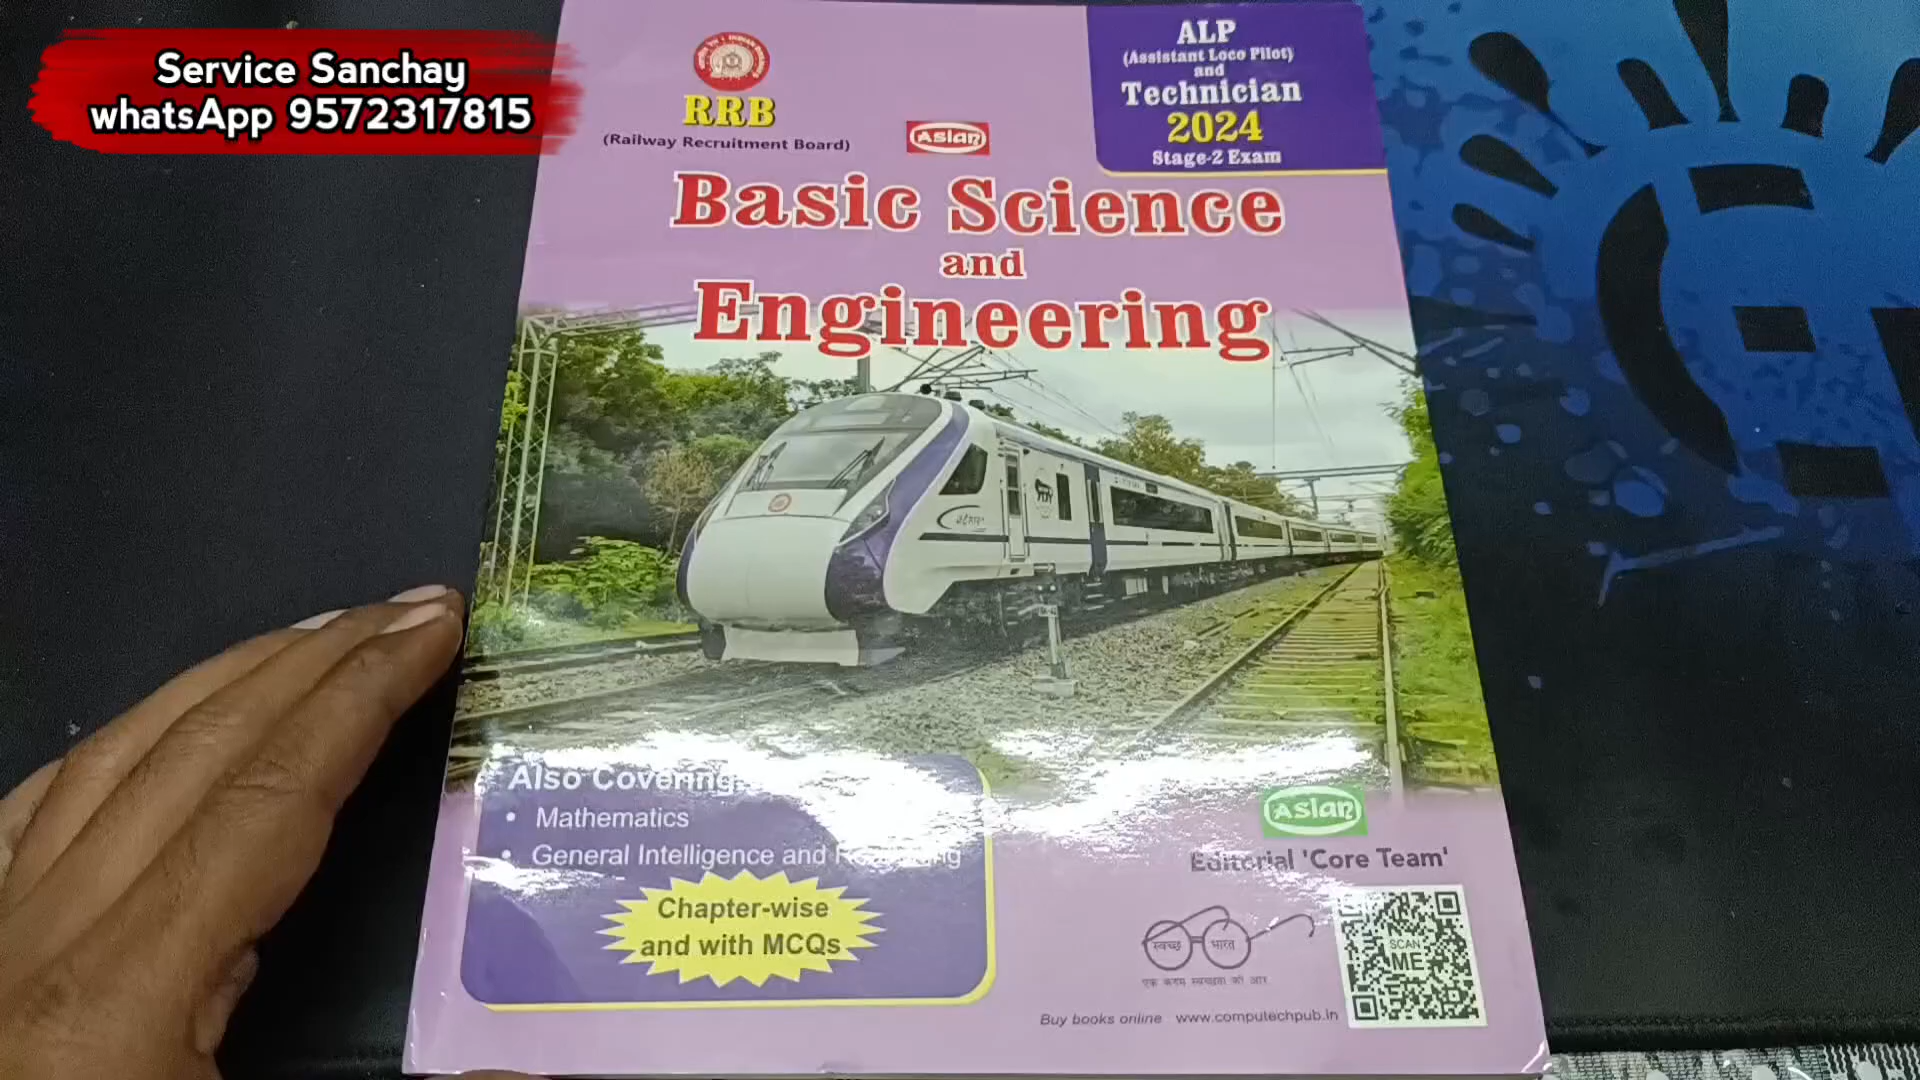 Service Sanchay
whatsApp 9572317815
RRB
(Railway Recruitment Board)
Asian
ALP
(Assistant Loco Pilot)
and
Technician
2024
Stage-2 Exam
Basic Science
and
Engineering
Also Covering
• Mathematics
• General Intelligence and
Chapter-wise
and with MCQs
Asian
Editorial 'Core Team'
स्वच्छ भारत
एक कदम स्वच्छता की ओर
SCAN
ME
Buy books online www.computechpub.in